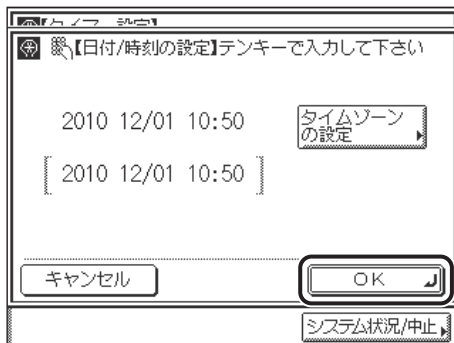 【日付/時刻の設定】テンキーで入力して下さい
2010 12/01 10:50
タイムゾーン
の設定
[ 2010 12/01 10:50 ]
キャンセル
OK
システム状況/中止